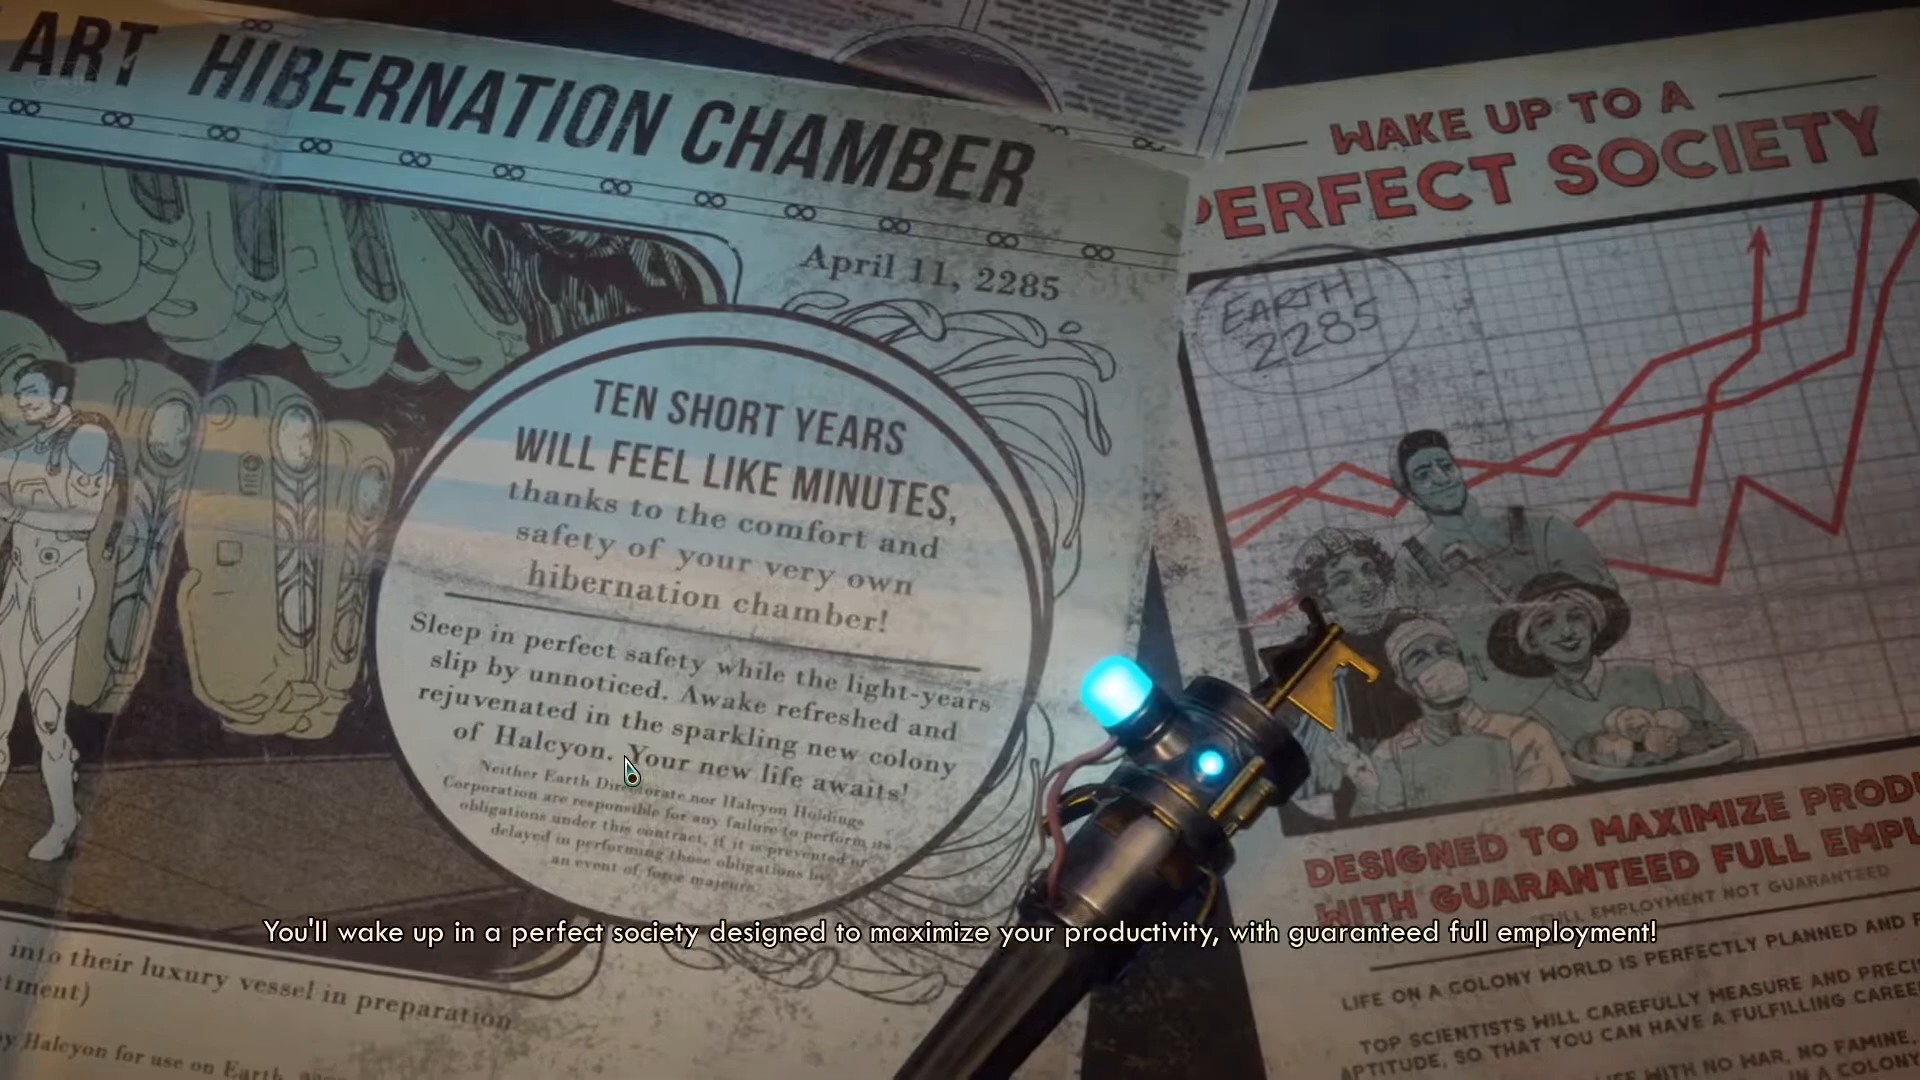 ART HIBERNATION CHAMBER
April 11, 2285
TEN SHORT YEARS
WILL FEEL LIKE MINUTES,
thanks to the comfort and
safety of your very own
hibernation chamber!
Sleep in perfect safety while the light-years
slip by unnoticed. Awake refreshed and
rejuvenated in the sparkling new colony
of Halcyon. Your new life awaits!
Neither Earth Directorate nor Halcyon Holdings
Corporation are responsible for any failure to perform its
obligations under this contract, if it is prevented or
delayed in performing those obligations by
an event of force majeure.
into their luxury vessel in preparation
tment)
by Halcyon for use on Earth,
WAKE UP TO A
PERFECT SOCIETY
EARTH
2285
DESIGNED TO MAXIMIZE PRODU
WITH GUARANTEED FULL EMPL
FULL EMPLOYMENT NOT GUARANTEED
LIFE ON A COLONY WORLD IS PERFECTLY PLANNED AND
TOP SCIENTISTS WILL CAREFULLY MEASURE AND PRECI
APTITUDE, SO THAT YOU CAN HAVE A FULFILLING CAREE
LIFE WITH NO WAR, NO FAMINE,
IN A COLONY
You'll wake up in a perfect society designed to maximize your productivity, with guaranteed full employment!